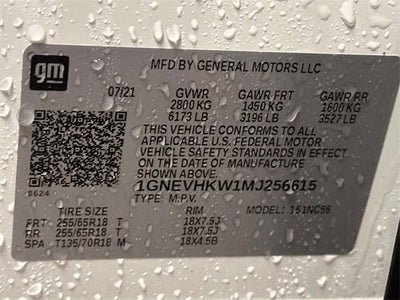 gm
MFD BY GENERAL MOTORS LLC
07/21 GVWR GAWR FRT GAWR RR
2800 KG 1450 KG 1600 KG
6173 LB 3196 LB 3527 LB
THIS VEHICLE CONFORMS TO ALL
APPLICABLE U.S. FEDERAL MOTOR
VEHICLE SAFETY STANDARDS IN EFFECT
ON THE DATE OF MANUFACTURE
SHOWN ABOVE.
1GNEVHKW1MJ256615
8624 TYPE: M.P.V. MODEL: 1S1NC56
TIRE SIZE RIM
FRT 255/65R18 T 18X7.5J
RR 255/65R18 T 18X7.5J
SPA T135/70R18 M 18X4.5B